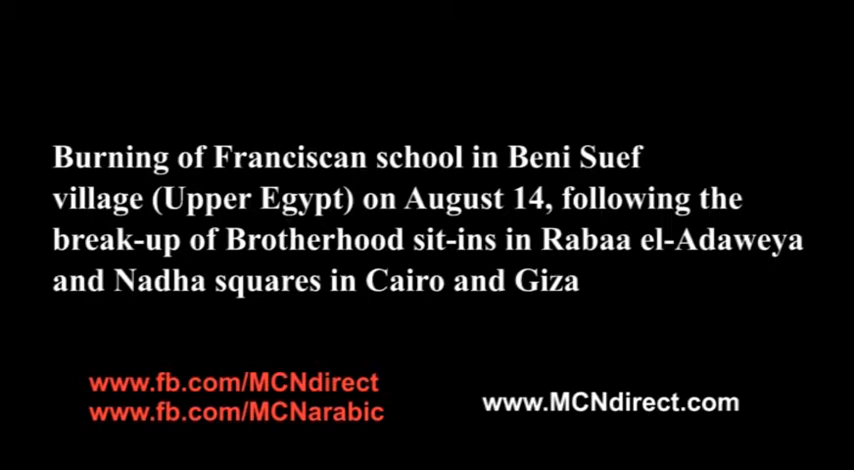 Burning of Franciscan school in Beni Suef
village (Upper Egypt) on August 14, following the
break-up of Brotherhood sit-ins in Rabaa el-Adaweya
and Nadha squares in Cairo and Giza
www.fb.com/MCNdirect
www.fb.com/MCNarabic
www.MCNdirect.com